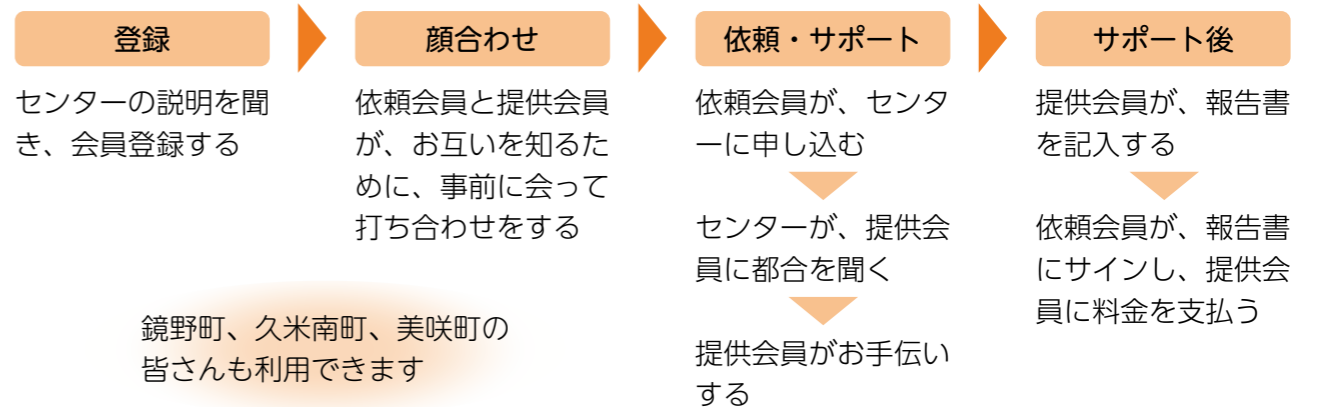 登録
センターの説明を聞
き、会員登録する
顔合わせ
依頼会員と提供会員
が、お互いを知るた
めに、事前に会って
打ち合わせをする
依頼・サポート
依頼会員が、センタ
ーに申し込む
センターが、提供会
員に都合を聞く
提供会員がお手伝い
する
サポート後
提供会員が、報告書
を記入する
依頼会員が、報告書
にサインし、提供会
員に料金を支払う
鏡野町、久米南町、美咲町の
皆さんも利用できます